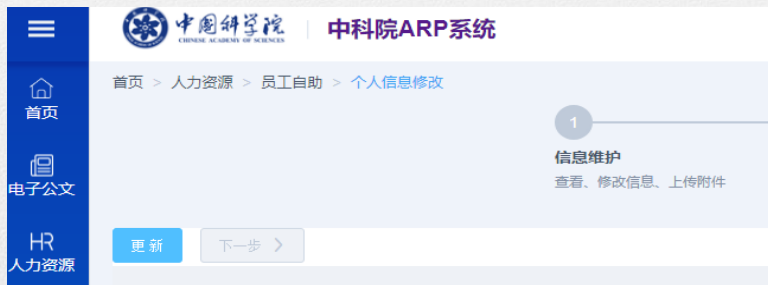 中国科学院
CHINESE ACADEMY OF SCIENCES
中科院ARP系统
首页 > 人力资源 > 员工自助 > 个人信息修改
首页
1
信息维护
查看、修改信息、上传附件
电子公文
更新
下一步 >
HR
人力资源